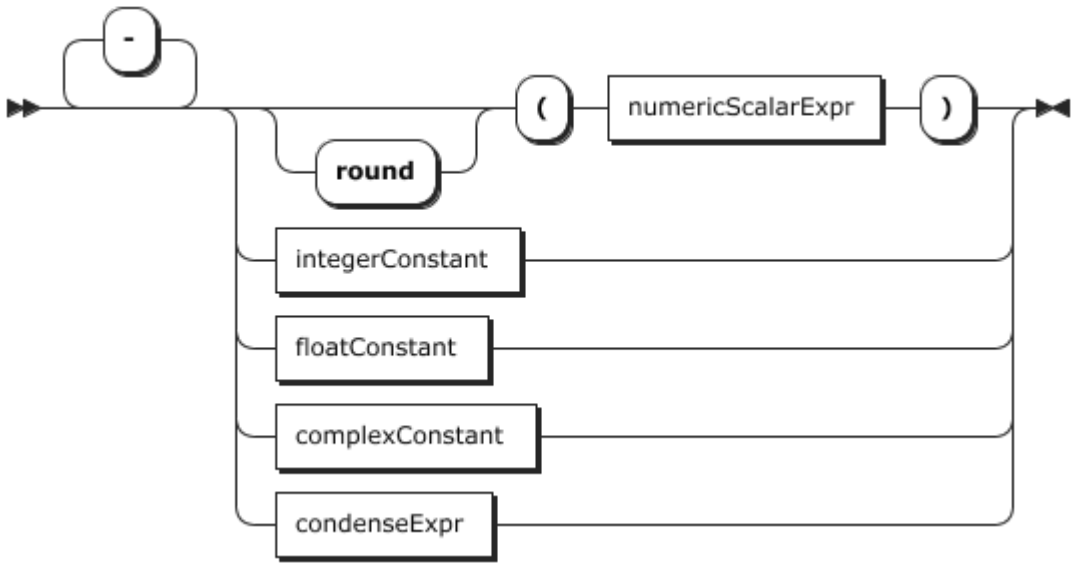 -
( numericScalarExpr )
round
integerConstant
floatConstant
complexConstant
condenseExpr